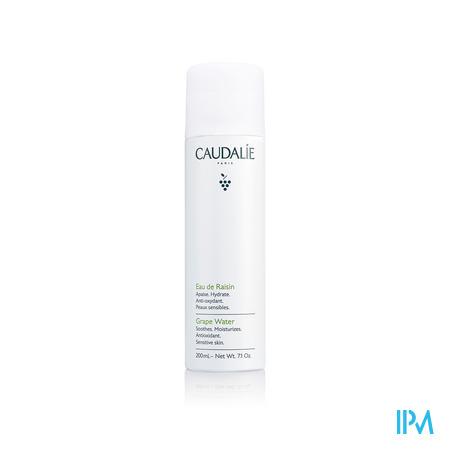 CAUDALÍE
PARIS
Eau de Raisin
Apaise. Hydrate.
Anti-oxydant.
Peaux sensibles.
Grape Water
Soothes. Moisturizes.
Antioxidant.
Sensitive skin.
200mL - Net Wt. 7.1 Oz.
IPM